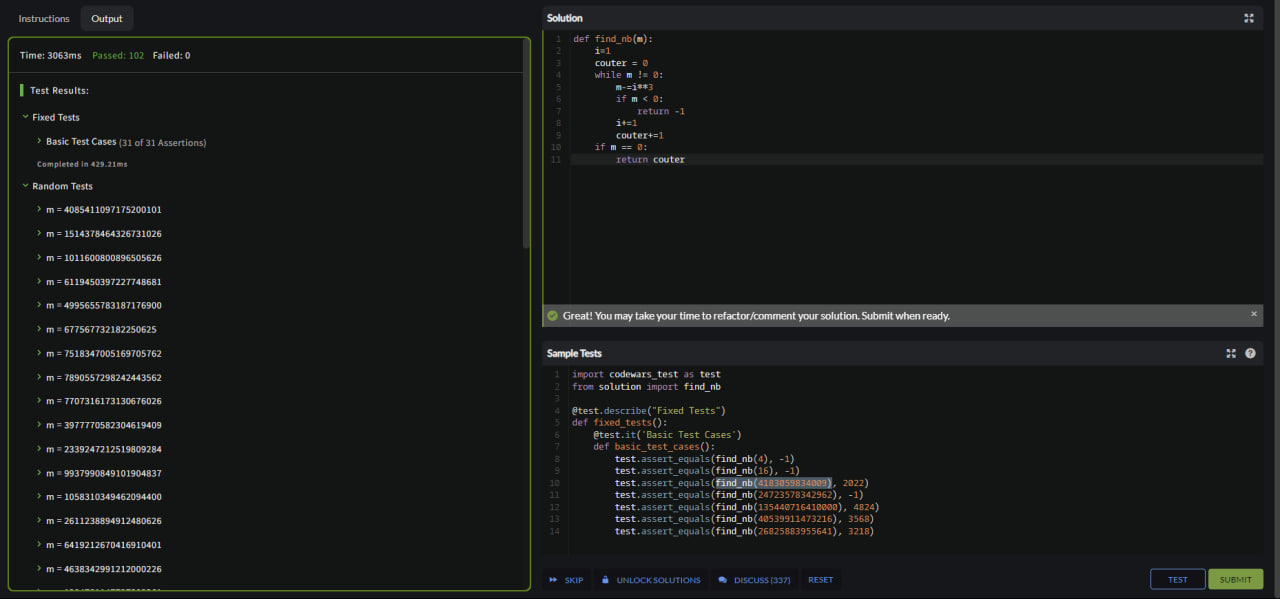 Instructions
Output
Time: 3063ms Passed: 102 Failed: 0
Test Results:
Fixed Tests
Basic Test Cases (31 of 31 Assertions)
Completed in 429.21ms
Random Tests
m = 4085411097175200101
m = 1514378464326731026
m = 1011600800896505626
m = 6119450397227748681
m = 4995655783187176900
m = 677567732182250625
m = 7518347005169705762
m = 7890557298242443562
m = 7707316173130676026
m = 3977770582304619409
m = 2339247212519809284
m = 9937990849101904837
m = 1058310349462094400
m = 2611238894912480626
m = 6419212670416910401
m = 4638342991212000226
Solution
1 def find_nb(m):
2 i=1
3 couter = 0
4 while m != 0:
5 m-=i**3
6 if m < 0:
7 return -1
8 i+=1
9 couter+=1
10 if m == 0:
11 return couter
Great! You may take your time to refactor/comment your solution. Submit when ready.
Sample Tests
1 import codewars_test as test
2 from solution import find_nb
3
4 @test.describe("Fixed Tests")
5 def fixed_tests():
6 @test.it('Basic Test Cases')
7 def basic_test_cases():
8 test.assert_equals(find_nb(4), -1)
9 test.assert_equals(find_nb(16), -1)
10 test.assert_equals(find_nb(4183059834009), 2022)
11 test.assert_equals(find_nb(24723578342962), -1)
12 test.assert_equals(find_nb(135440716410000), 4824)
13 test.assert_equals(find_nb(40539911473216), 3568)
14 test.assert_equals(find_nb(26825883955641), 3218)
SKIP
UNLOCK SOLUTIONS
DISCUSS (337)
RESET
TEST
SUBMIT